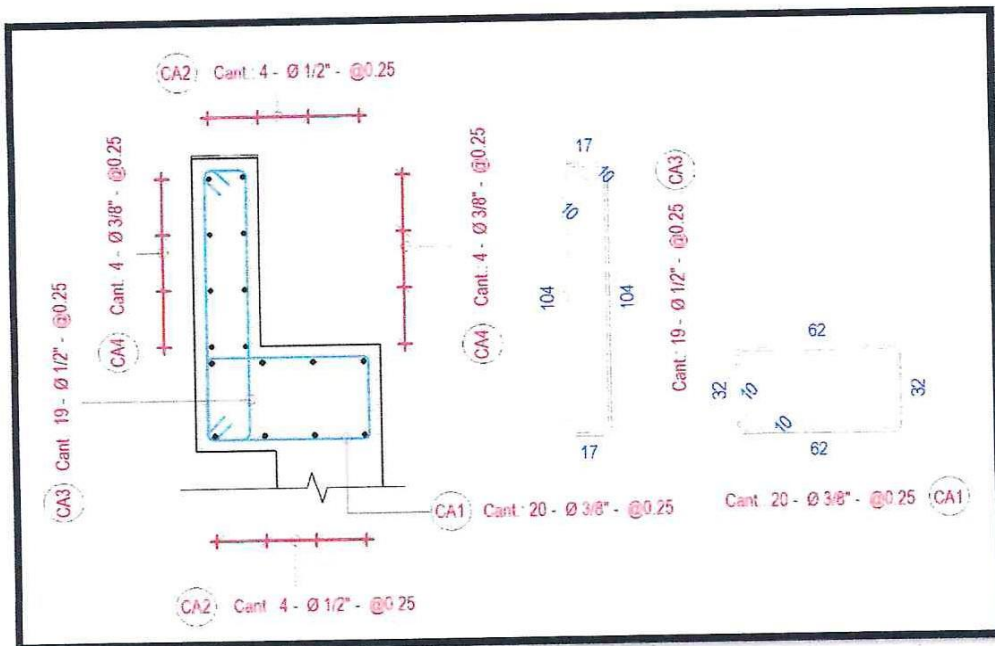 CA2 Cant.: 4 - Ø 1/2" - @0.25
CA4 Cant. 4 - Ø 3/8" - @0.25
CA3 Cant 19 - Ø 1/2" - @0.25
CA4 Cant.: 4 - Ø 3/8" - @0.25
17
10
10
104
104
17
CA3 Cant.: 19 - Ø 1/2" - @0.25
62
32
10
10
32
62
CA1 Cant.: 20 - Ø 3/8" - @0.25
Cant. 20 - Ø 3/8" - @0.25 CA1
CA2 Cant 4 - Ø 1/2" - @0.25